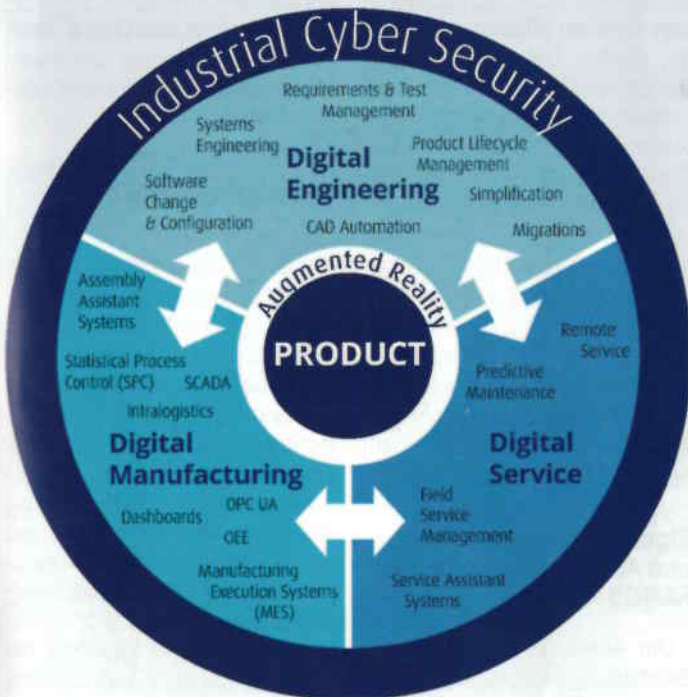 Industrial Cyber Security
Requirements & Test
Management
Systems
Engineering
Digital
Engineering
Product Lifecycle
Management
Software
Change
& Configuration
Simplification
CAD Automation
Migrations
Augmented Reality
PRODUCT
Assembly
Assistant
Systems
Statistical Process
Control (SPC)
SCADA
Intralogistics
Digital
Manufacturing
Dashboards
OPC UA
OEE
Manufacturing
Execution Systems
(MES)
Remote
Service
Predictive
Maintenance
Digital
Service
Field
Service
Management
Service Assistant
Systems